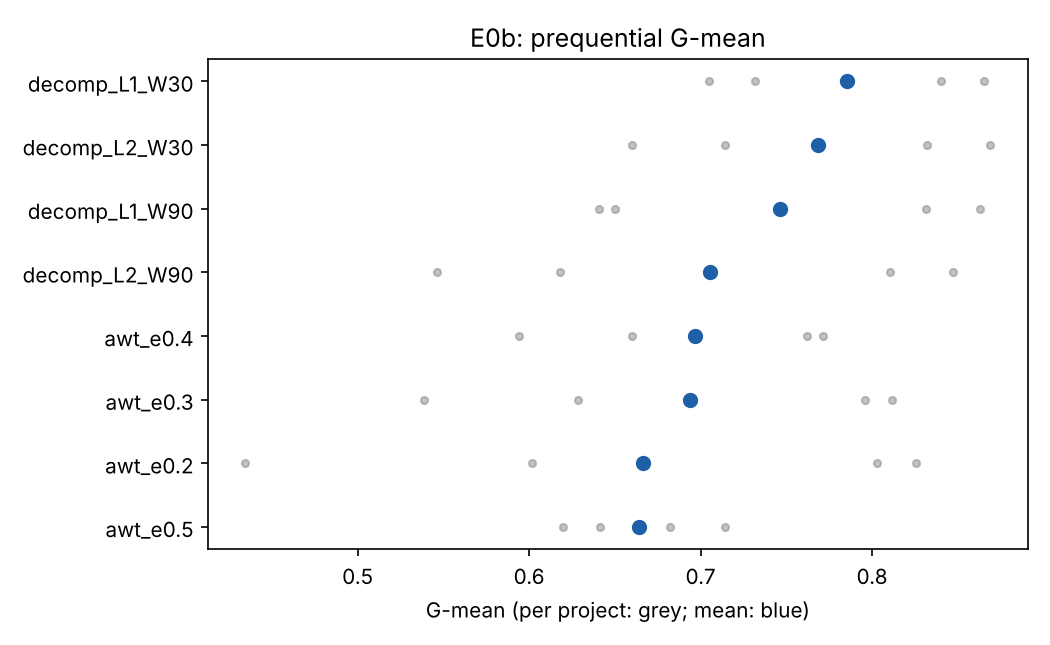 E0b: prequential G-mean
decomp_L1_W30
decomp_L2_W30
decomp_L1_W90
decomp_L2_W90
awt_e0.4
awt_e0.3
awt_e0.2
awt_e0.5
0.5 0.6 0.7 0.8
G-mean (per project: grey; mean: blue)